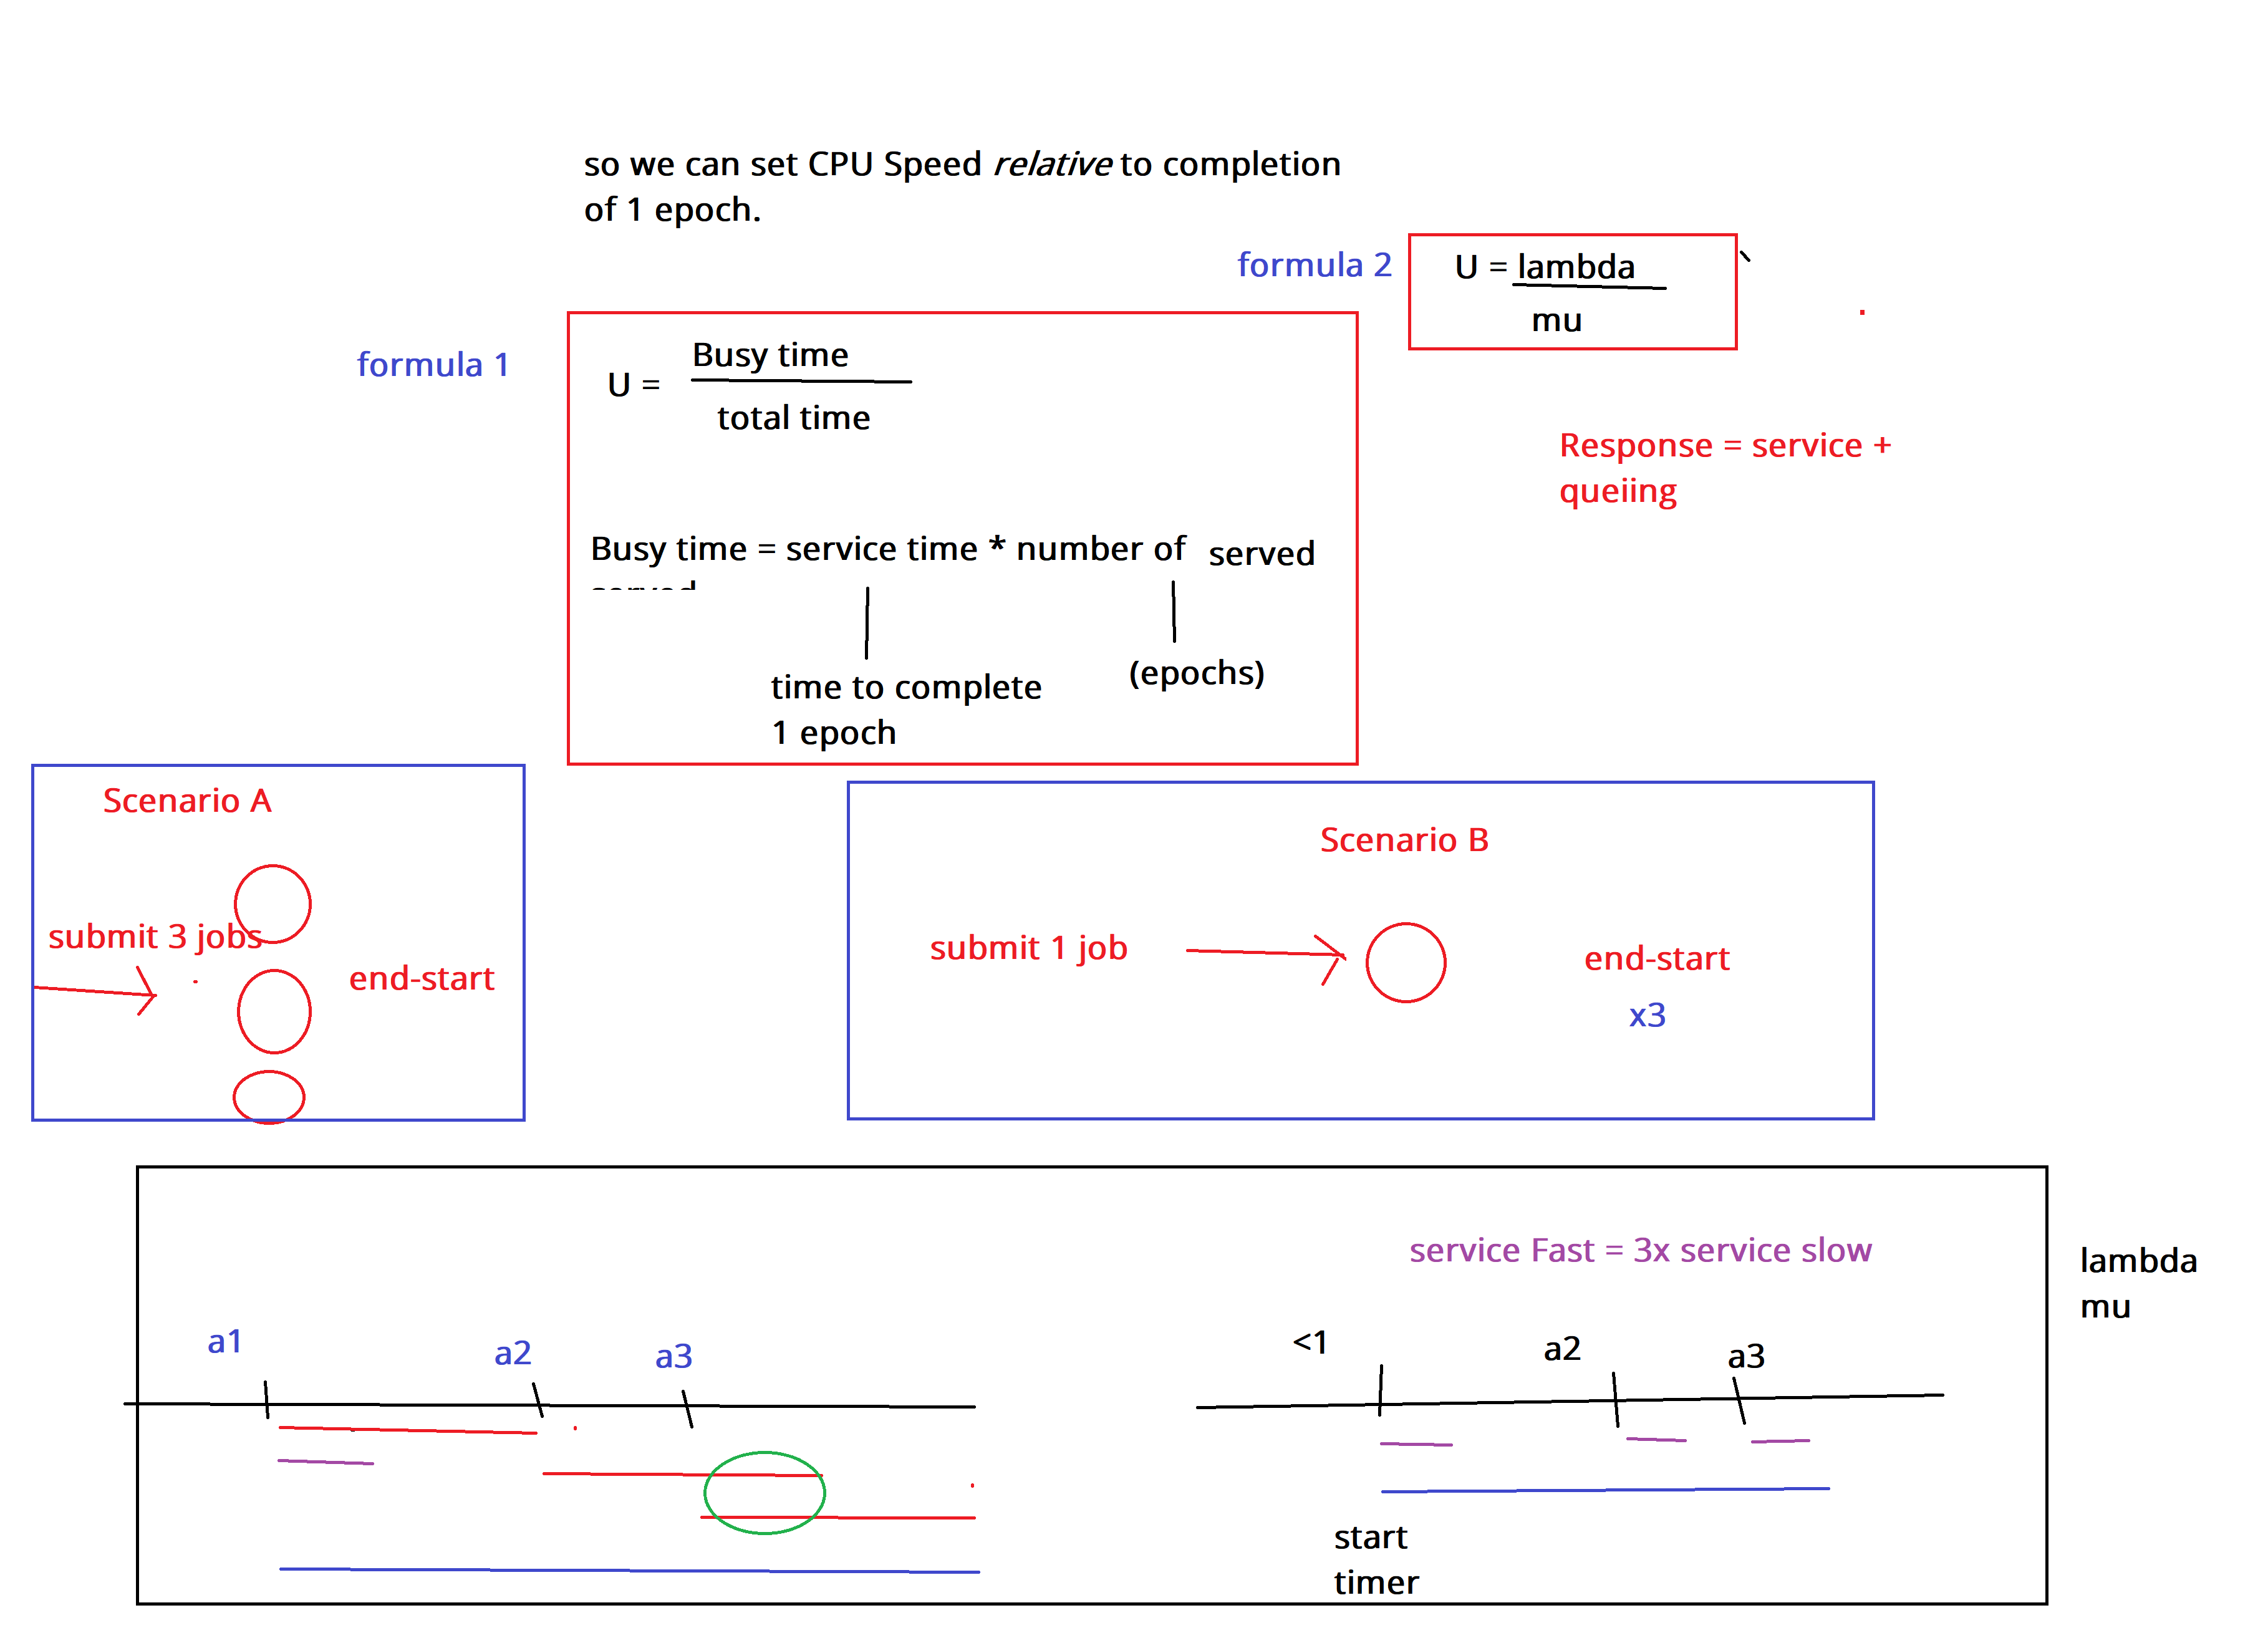 so we can set CPU Speed relative to completion
of 1 epoch.
formula 2
U = lambda
mu
formula 1
U =
Busy time
total time
Response = service +
queiing
Busy time = service time * number of
served
served
time to complete
1 epoch
(epochs)
Scenario A
submit 3 jobs
end-start
Scenario B
submit 1 job
end-start
x3
service Fast = 3x service slow
lambda
mu
a1
a2
a3
<1
a2
a3
start
timer